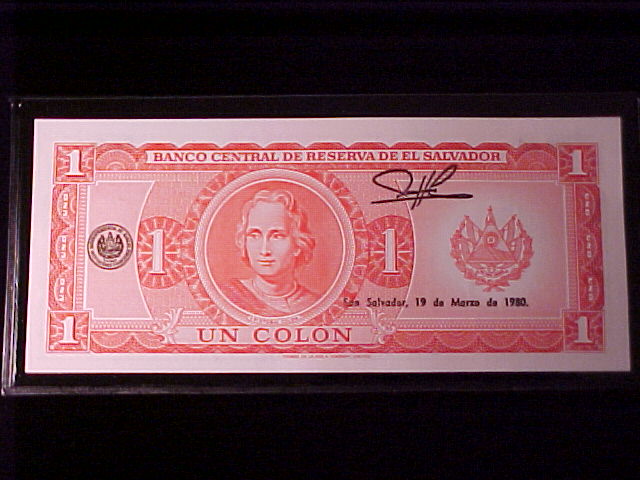 1 BANCO CENTRAL DE RESERVA DE EL SALVADOR 1
1 1
San Salvador, 19 de Marzo de 1980.
1 UN COLÓN 1